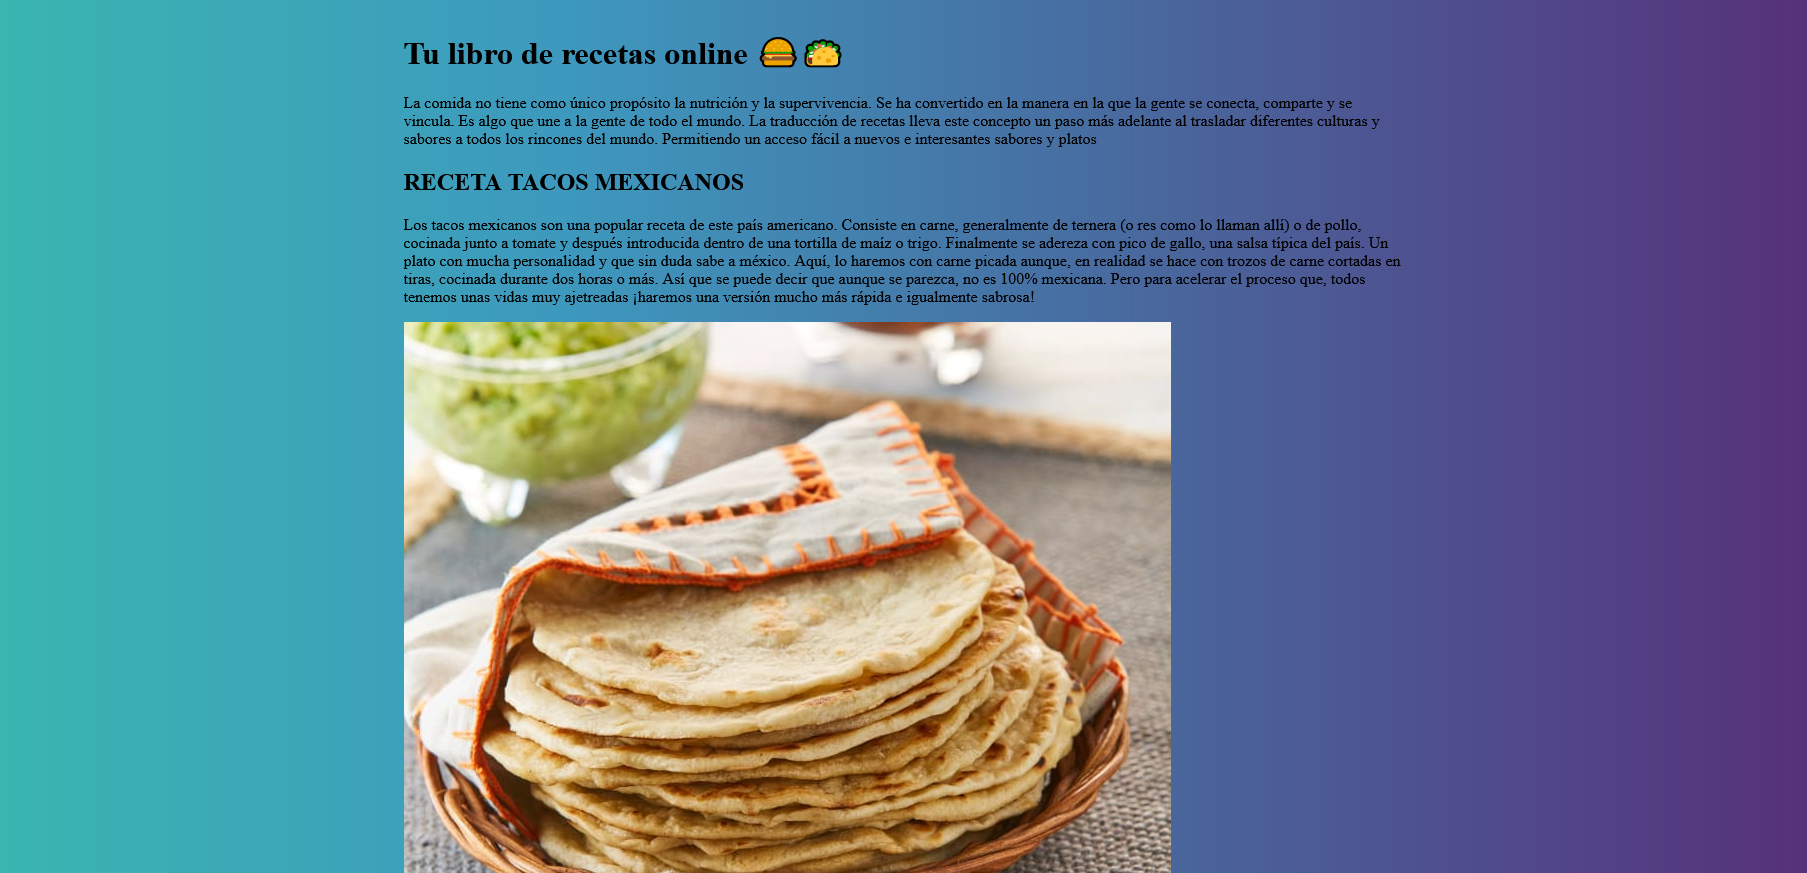 Tu libro de recetas online 🍔🌮
La comida no tiene como único propósito la nutrición y la supervivencia. Se ha convertido en la manera en la que la gente se conecta, comparte y se
vincula. Es algo que une a la gente de todo el mundo. La traducción de recetas lleva este concepto un paso más adelante al trasladar diferentes culturas y
sabores a todos los rincones del mundo. Permitiendo un acceso fácil a nuevos e interesantes sabores y platos
RECETA TACOS MEXICANOS
Los tacos mexicanos son una popular receta de este país americano. Consiste en carne, generalmente de ternera (o res como lo llaman allí) o de pollo,
cocinada junto a tomate y después introducida dentro de una tortilla de maíz o trigo. Finalmente se adereza con pico de gallo, una salsa típica del país. Un
plato con mucha personalidad y que sin duda sabe a méxico. Aquí, lo haremos con carne picada aunque, en realidad se hace con trozos de carne cortadas en
tiras, cocinada durante dos horas o más. Así que se puede decir que aunque se parezca, no es 100% mexicana. Pero para acelerar el proceso que, todos
tenemos unas vidas muy ajetreadas ¡haremos una versión mucho más rápida e igualmente sabrosa!